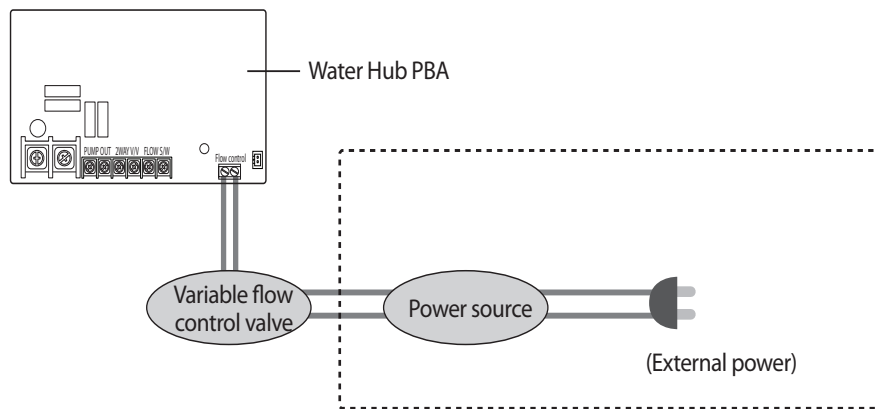 Water Hub PBA
PUMP OUT 2WAY V/V FLOW S/W
Flow control
Variable flow
control valve
Power source
(External power)